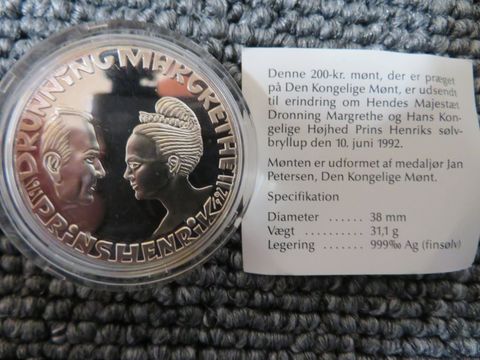 DRONNING MARGRETHE II
PRINS HENRIK
Denne 200-kr. mønt, der er præget
på Den Kongelige Mønt, er udsendt
til erindring om Hendes Majestæt
Dronning Margrethe og Hans Kon-
gelige Højhed Prins Henriks sølv-
bryllup den 10. juni 1992.
Mønten er udformet af medaljør Jan
Petersen, Den Kongelige Mønt.
Specifikation
Diameter ...... 38 mm
Vægt .......... 31,1 g
Legering ....... 999‰ Ag (finsølv)